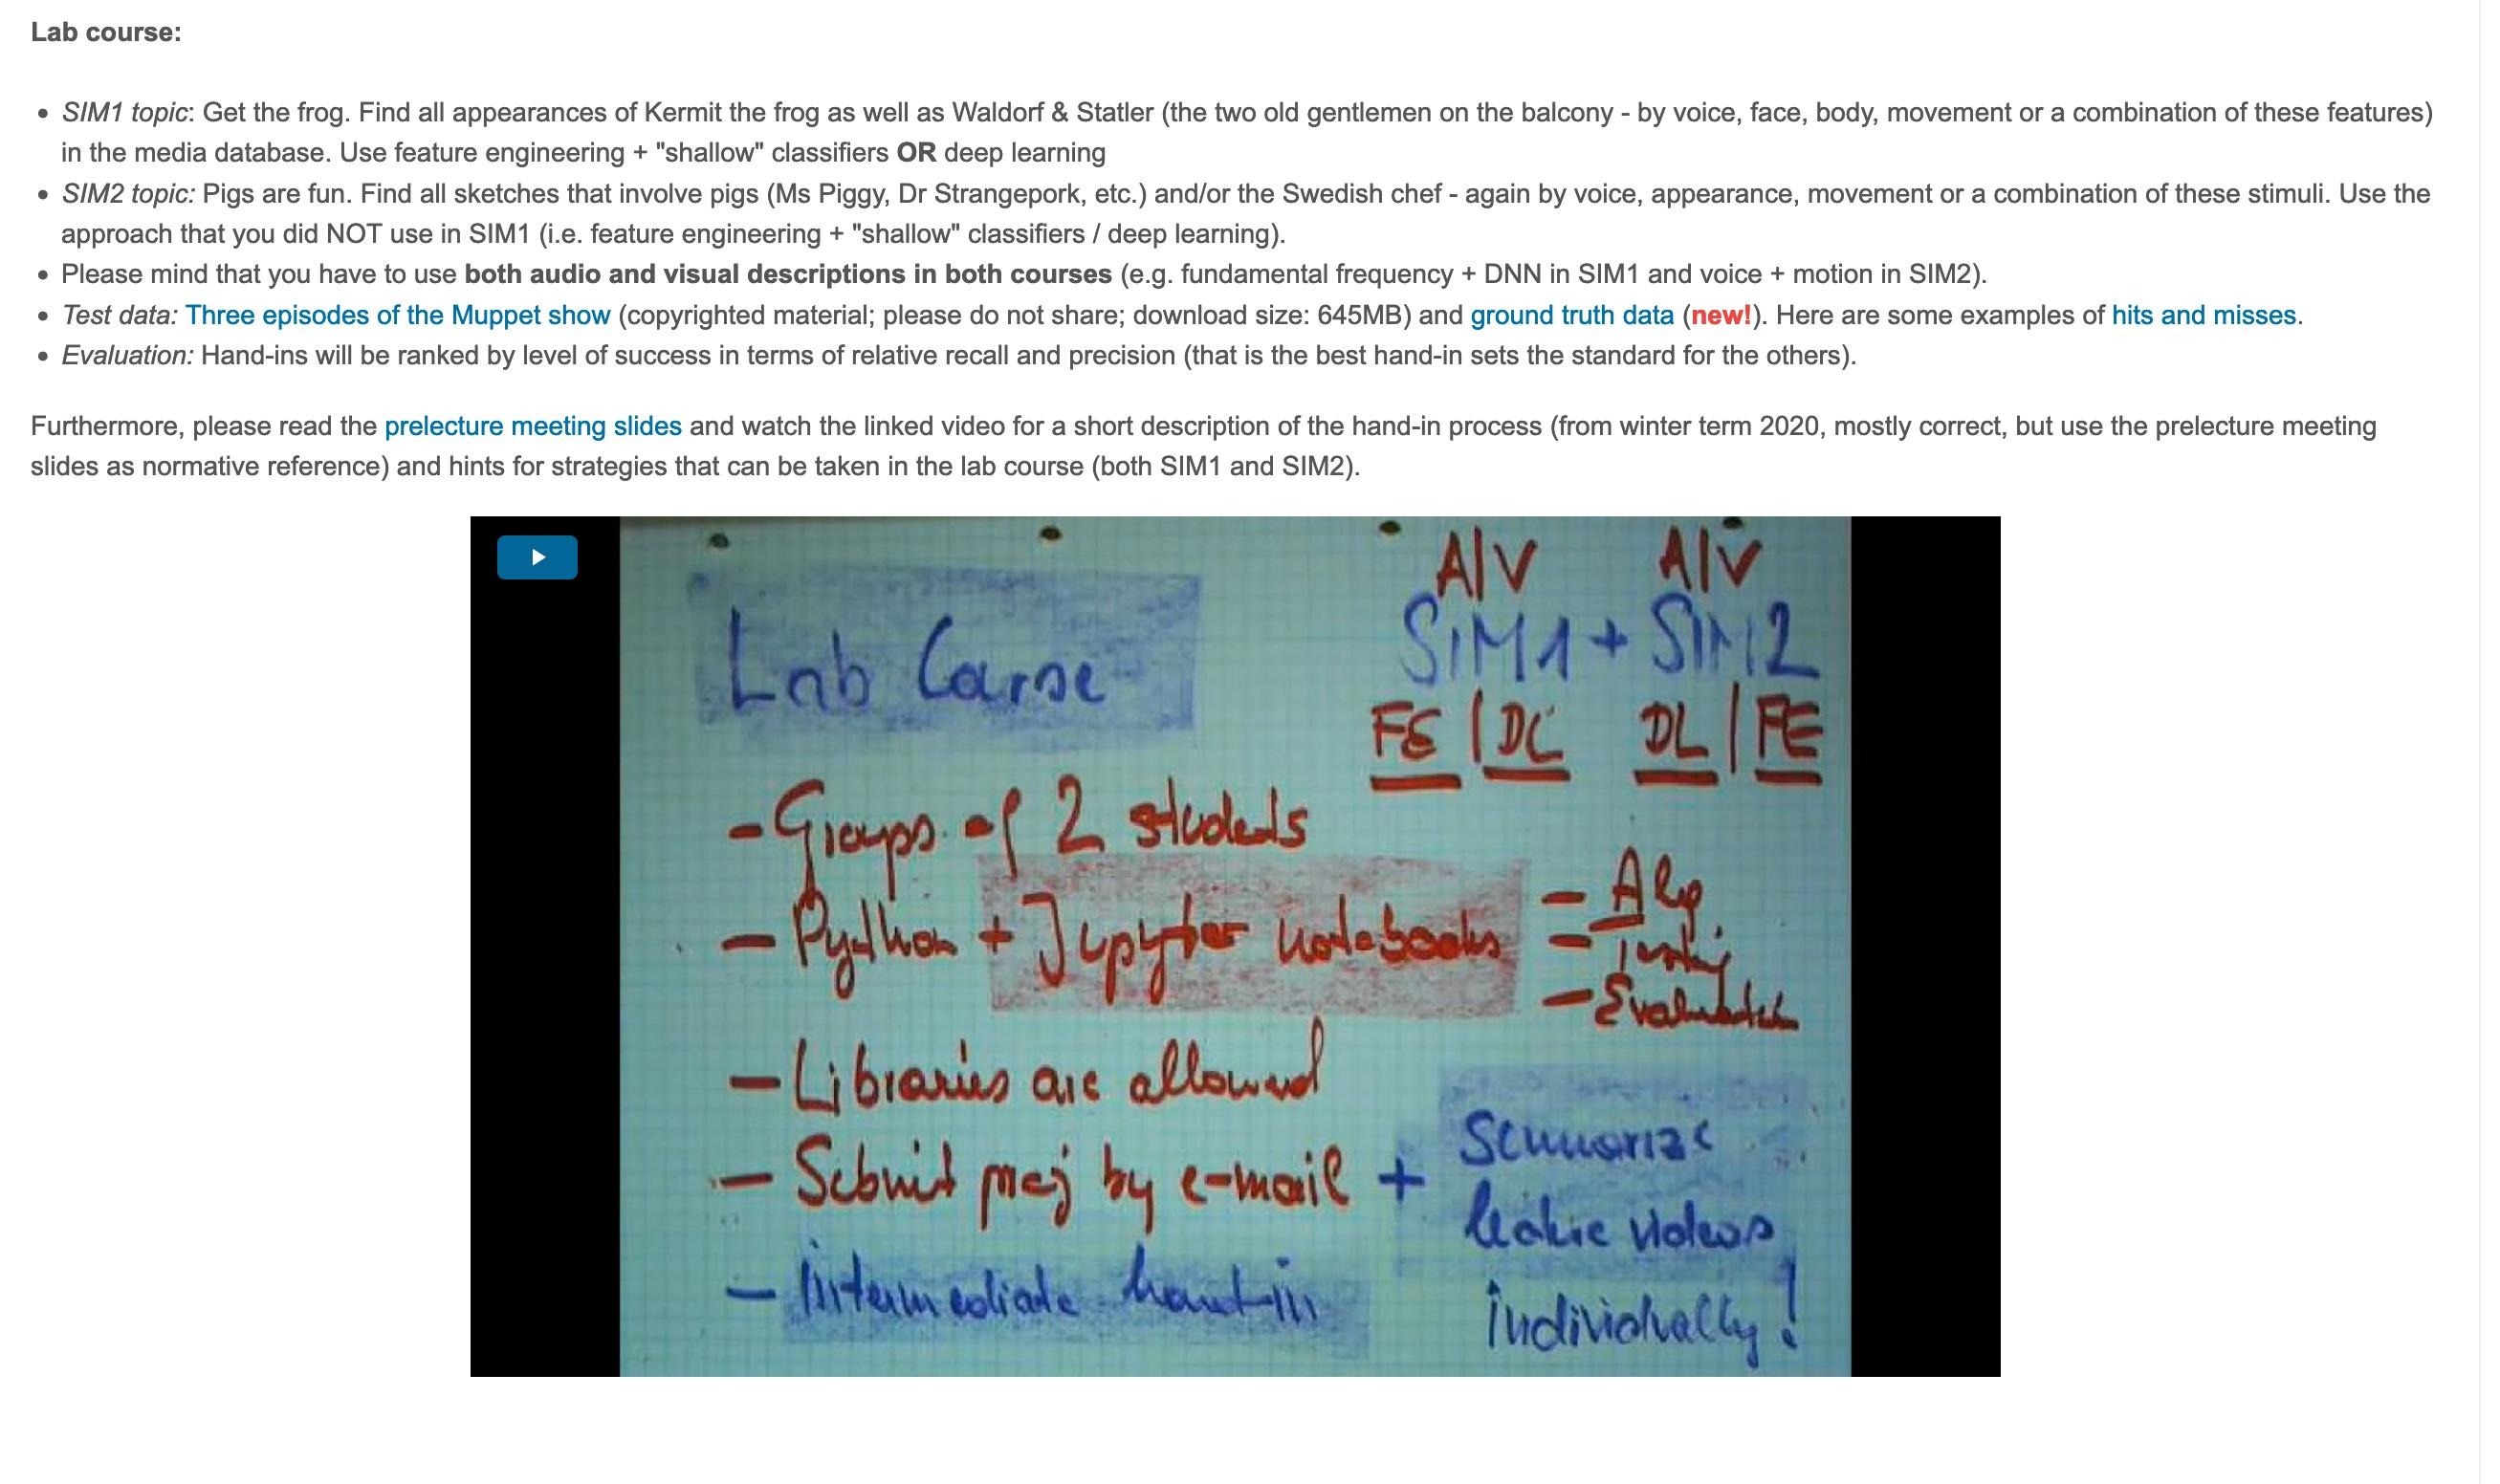 Lab course:
SIM1 topic: Get the frog. Find all appearances of Kermit the frog as well as Waldorf & Statler (the two old gentlemen on the balcony - by voice, face, body, movement or a combination of these features)
in the media database. Use feature engineering + "shallow" classifiers OR deep learning
SIM2 topic: Pigs are fun. Find all sketches that involve pigs (Ms Piggy, Dr Strangepork, etc.) and/or the Swedish chef - again by voice, appearance, movement or a combination of these stimuli. Use the
approach that you did NOT use in SIM1 (i.e. feature engineering + "shallow" classifiers / deep learning).
Please mind that you have to use both audio and visual descriptions in both courses (e.g. fundamental frequency + DNN in SIM1 and voice + motion in SIM2).
Test data: Three episodes of the Muppet show (copyrighted material; please do not share; download size: 645MB) and ground truth data (new!). Here are some examples of hits and misses.
Evaluation: Hand-ins will be ranked by level of success in terms of relative recall and precision (that is the best hand-in sets the standard for the others).
Furthermore, please read the prelecture meeting slides and watch the linked video for a short description of the hand-in process (from winter term 2020, mostly correct, but use the prelecture meeting
slides as normative reference) and hints for strategies that can be taken in the lab course (both SIM1 and SIM2).
A|V A|V
Lab Course SIM1 + SIM2
FE | DL DL | FE
- Groups of 2 students
- Python + Jupyter notebooks
- Alg
- Testing
- Evaluation
- Libraries are allowed
- Submit by e-mail + Summarize
videos
- Intermediate hand-in individually!